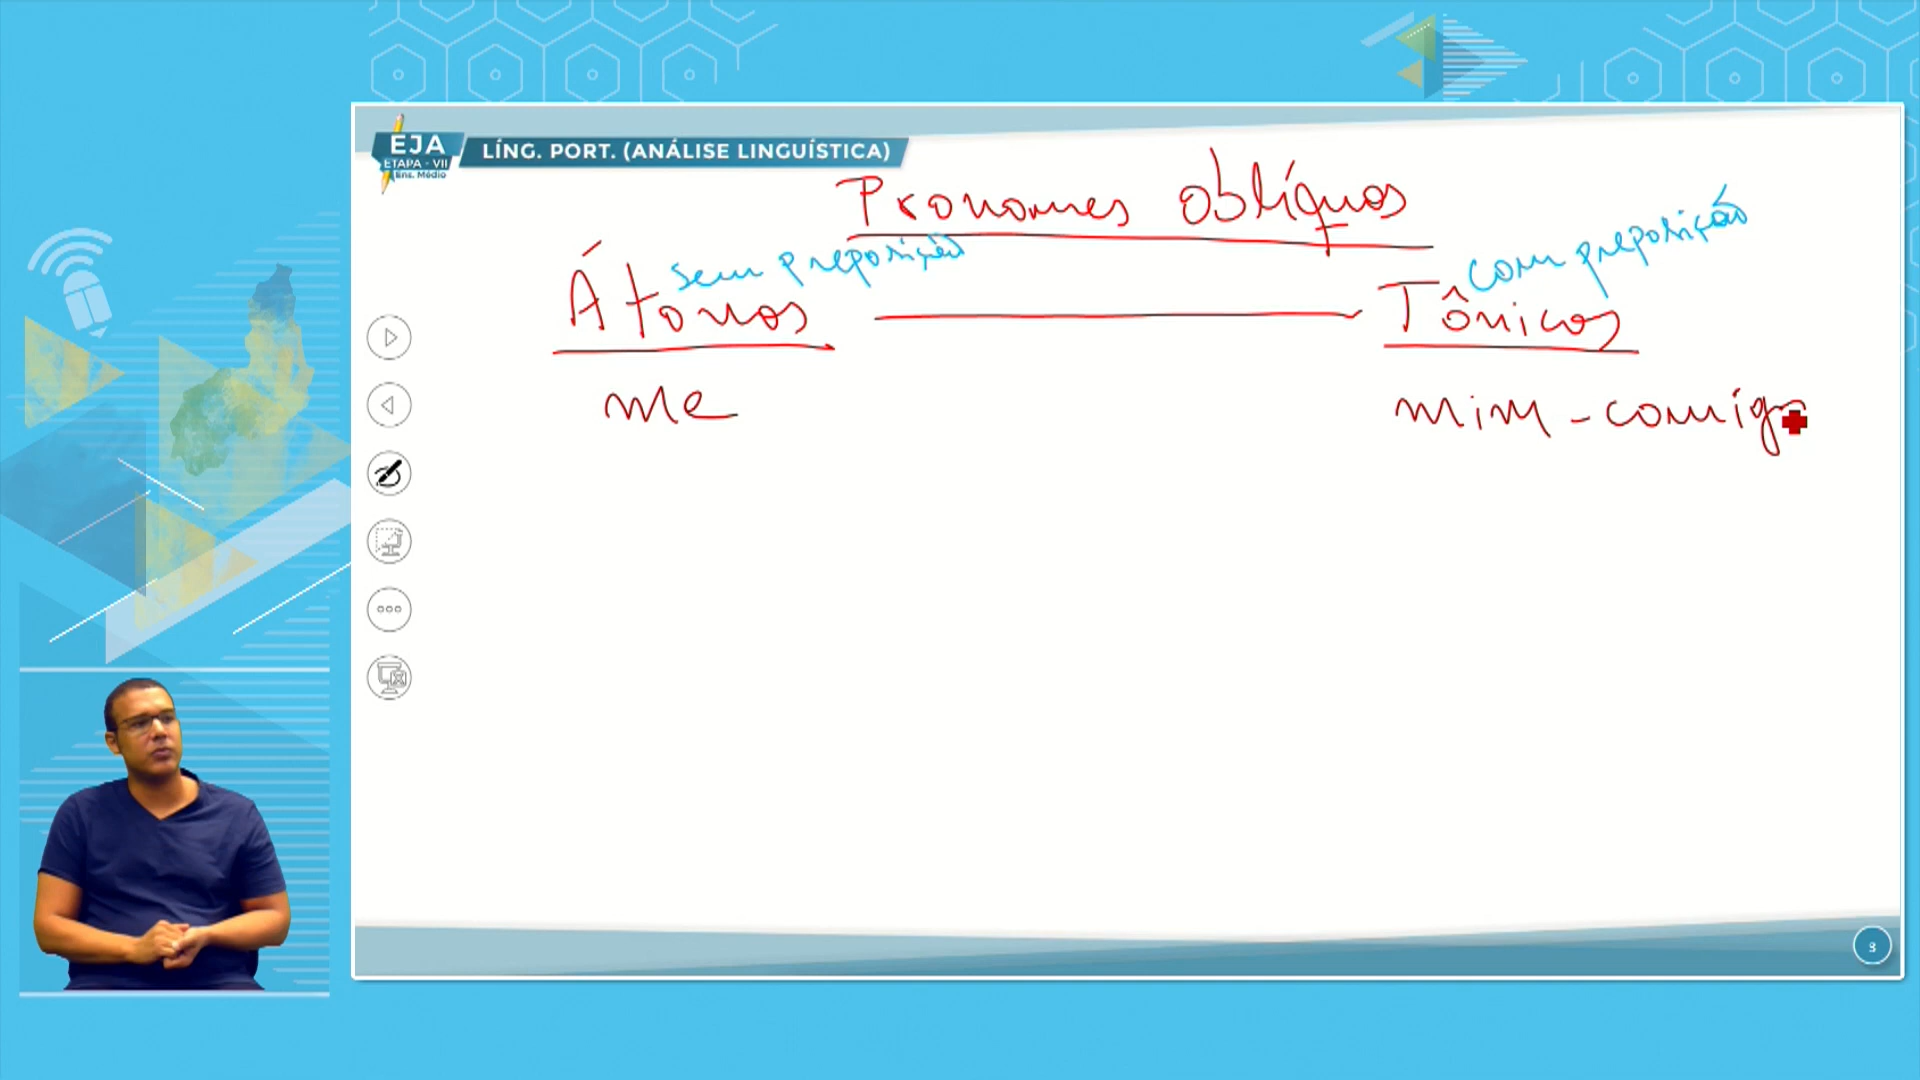 EJA
ETAPA - VII
Ens. Médio
LÍNG. PORT. (ANÁLISE LINGUÍSTICA)
Pronomes oblíquos
sem preposição
com preposição
Átonos
Tônicos
me
mim - comigo
3